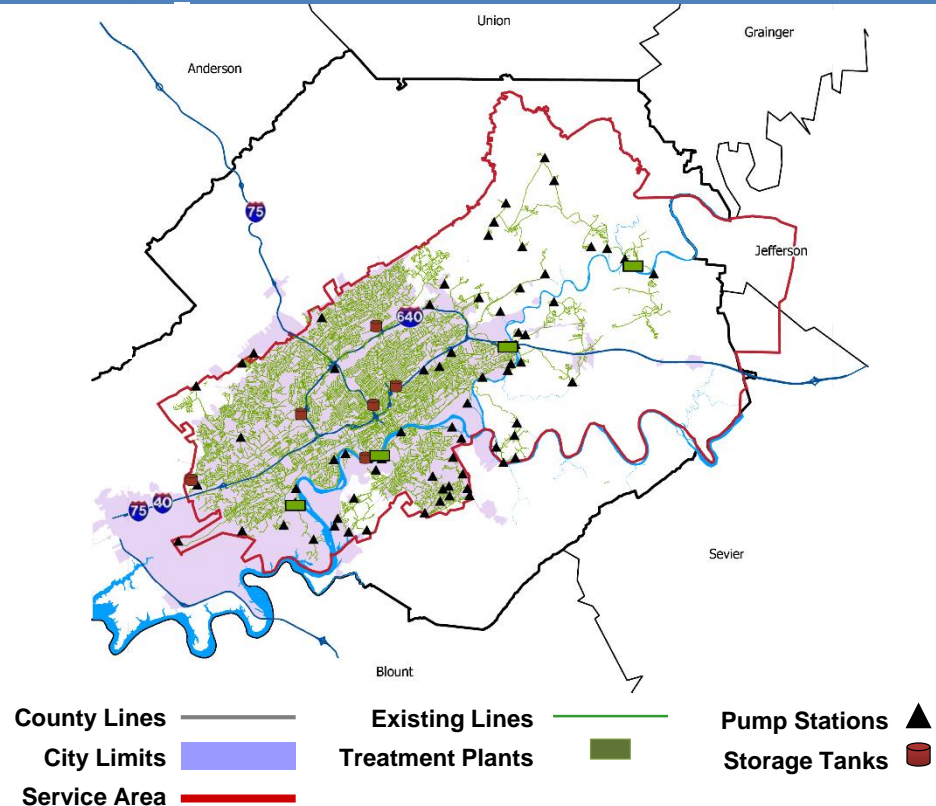 Union
Grainger
Anderson
75
Jefferson
640
75 40
Sevier
Blount
County Lines
Existing Lines
Pump Stations
City Limits
Treatment Plants
Storage Tanks
Service Area